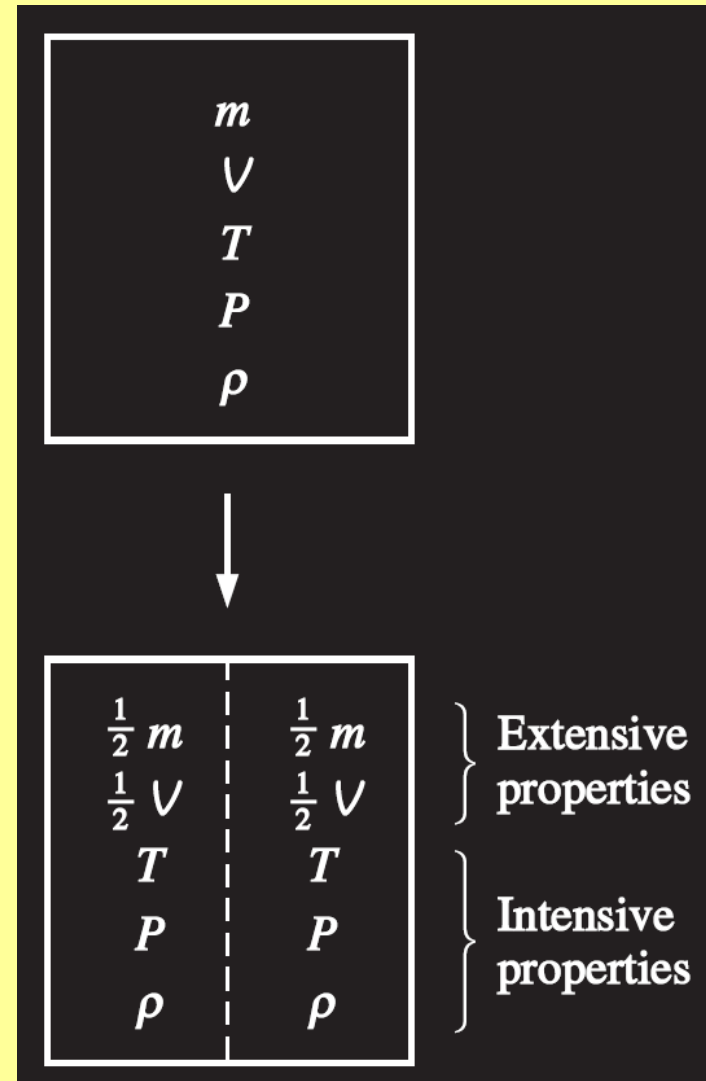 m
V
T
P
ρ
1/2 m 1/2 m
1/2 V 1/2 V
Extensive
properties
T T
P P
ρ ρ
Intensive
properties